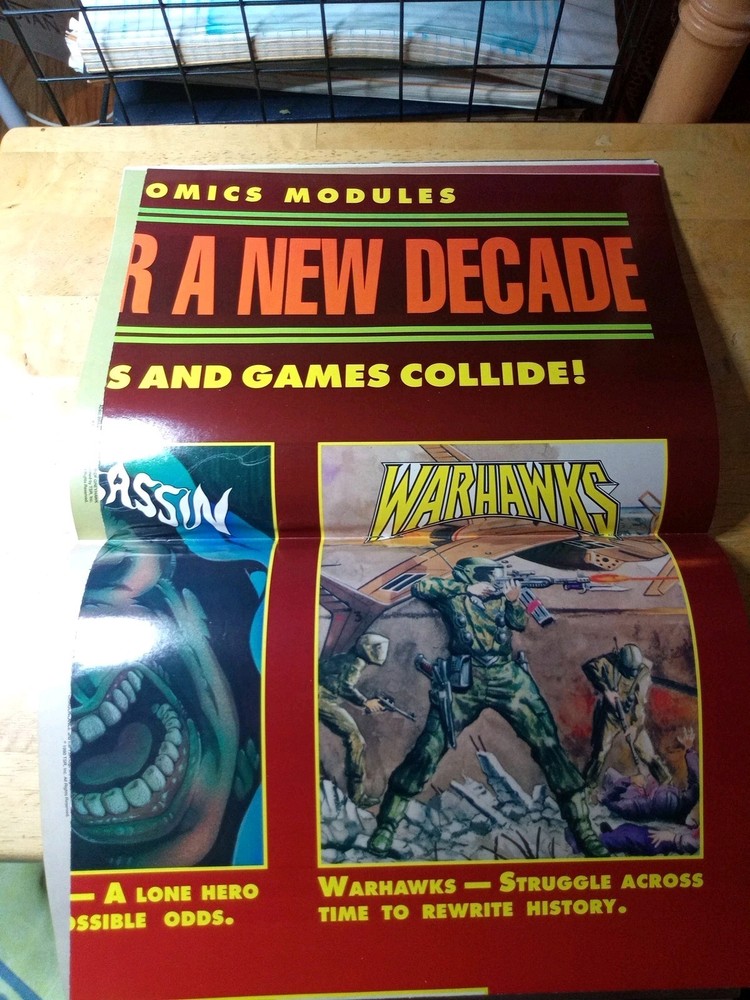 OMICS MODULES
R A NEW DECADE
S AND GAMES COLLIDE!
ASSIN
WARHAWKS
3
— A LONE HERO
OSSIBLE ODDS.
WARHAWKS — STRUGGLE ACROSS
TIME TO REWRITE HISTORY.